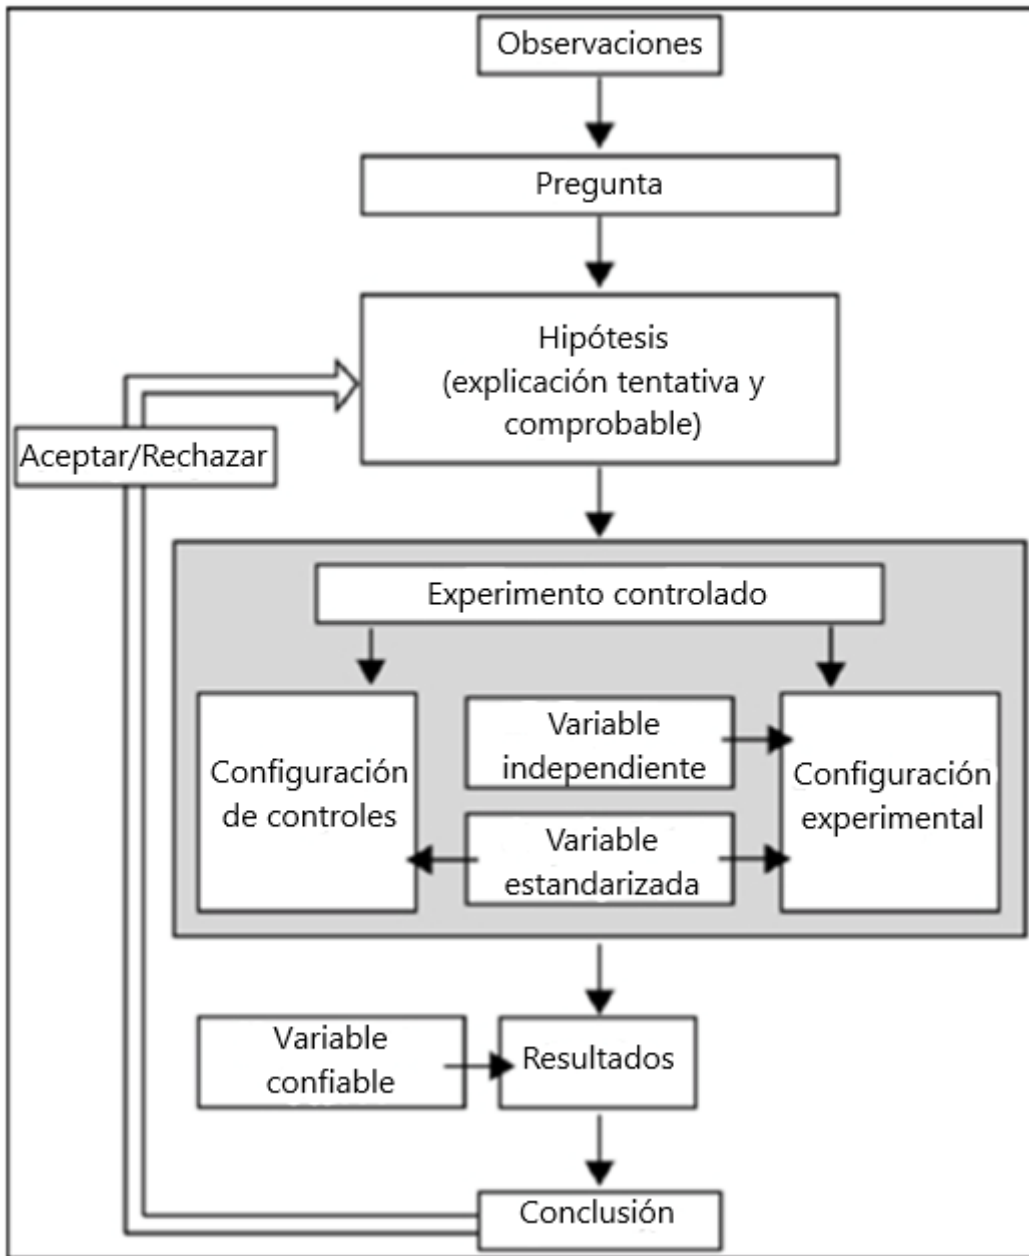 Observaciones
Pregunta
Hipótesis
(explicación tentativa y
comprobable)
Aceptar/Rechazar
Experimento controlado
Configuración
de controles
Variable
independiente
Variable
estandarizada
Configuración
experimental
Variable
confiable
Resultados
Conclusión